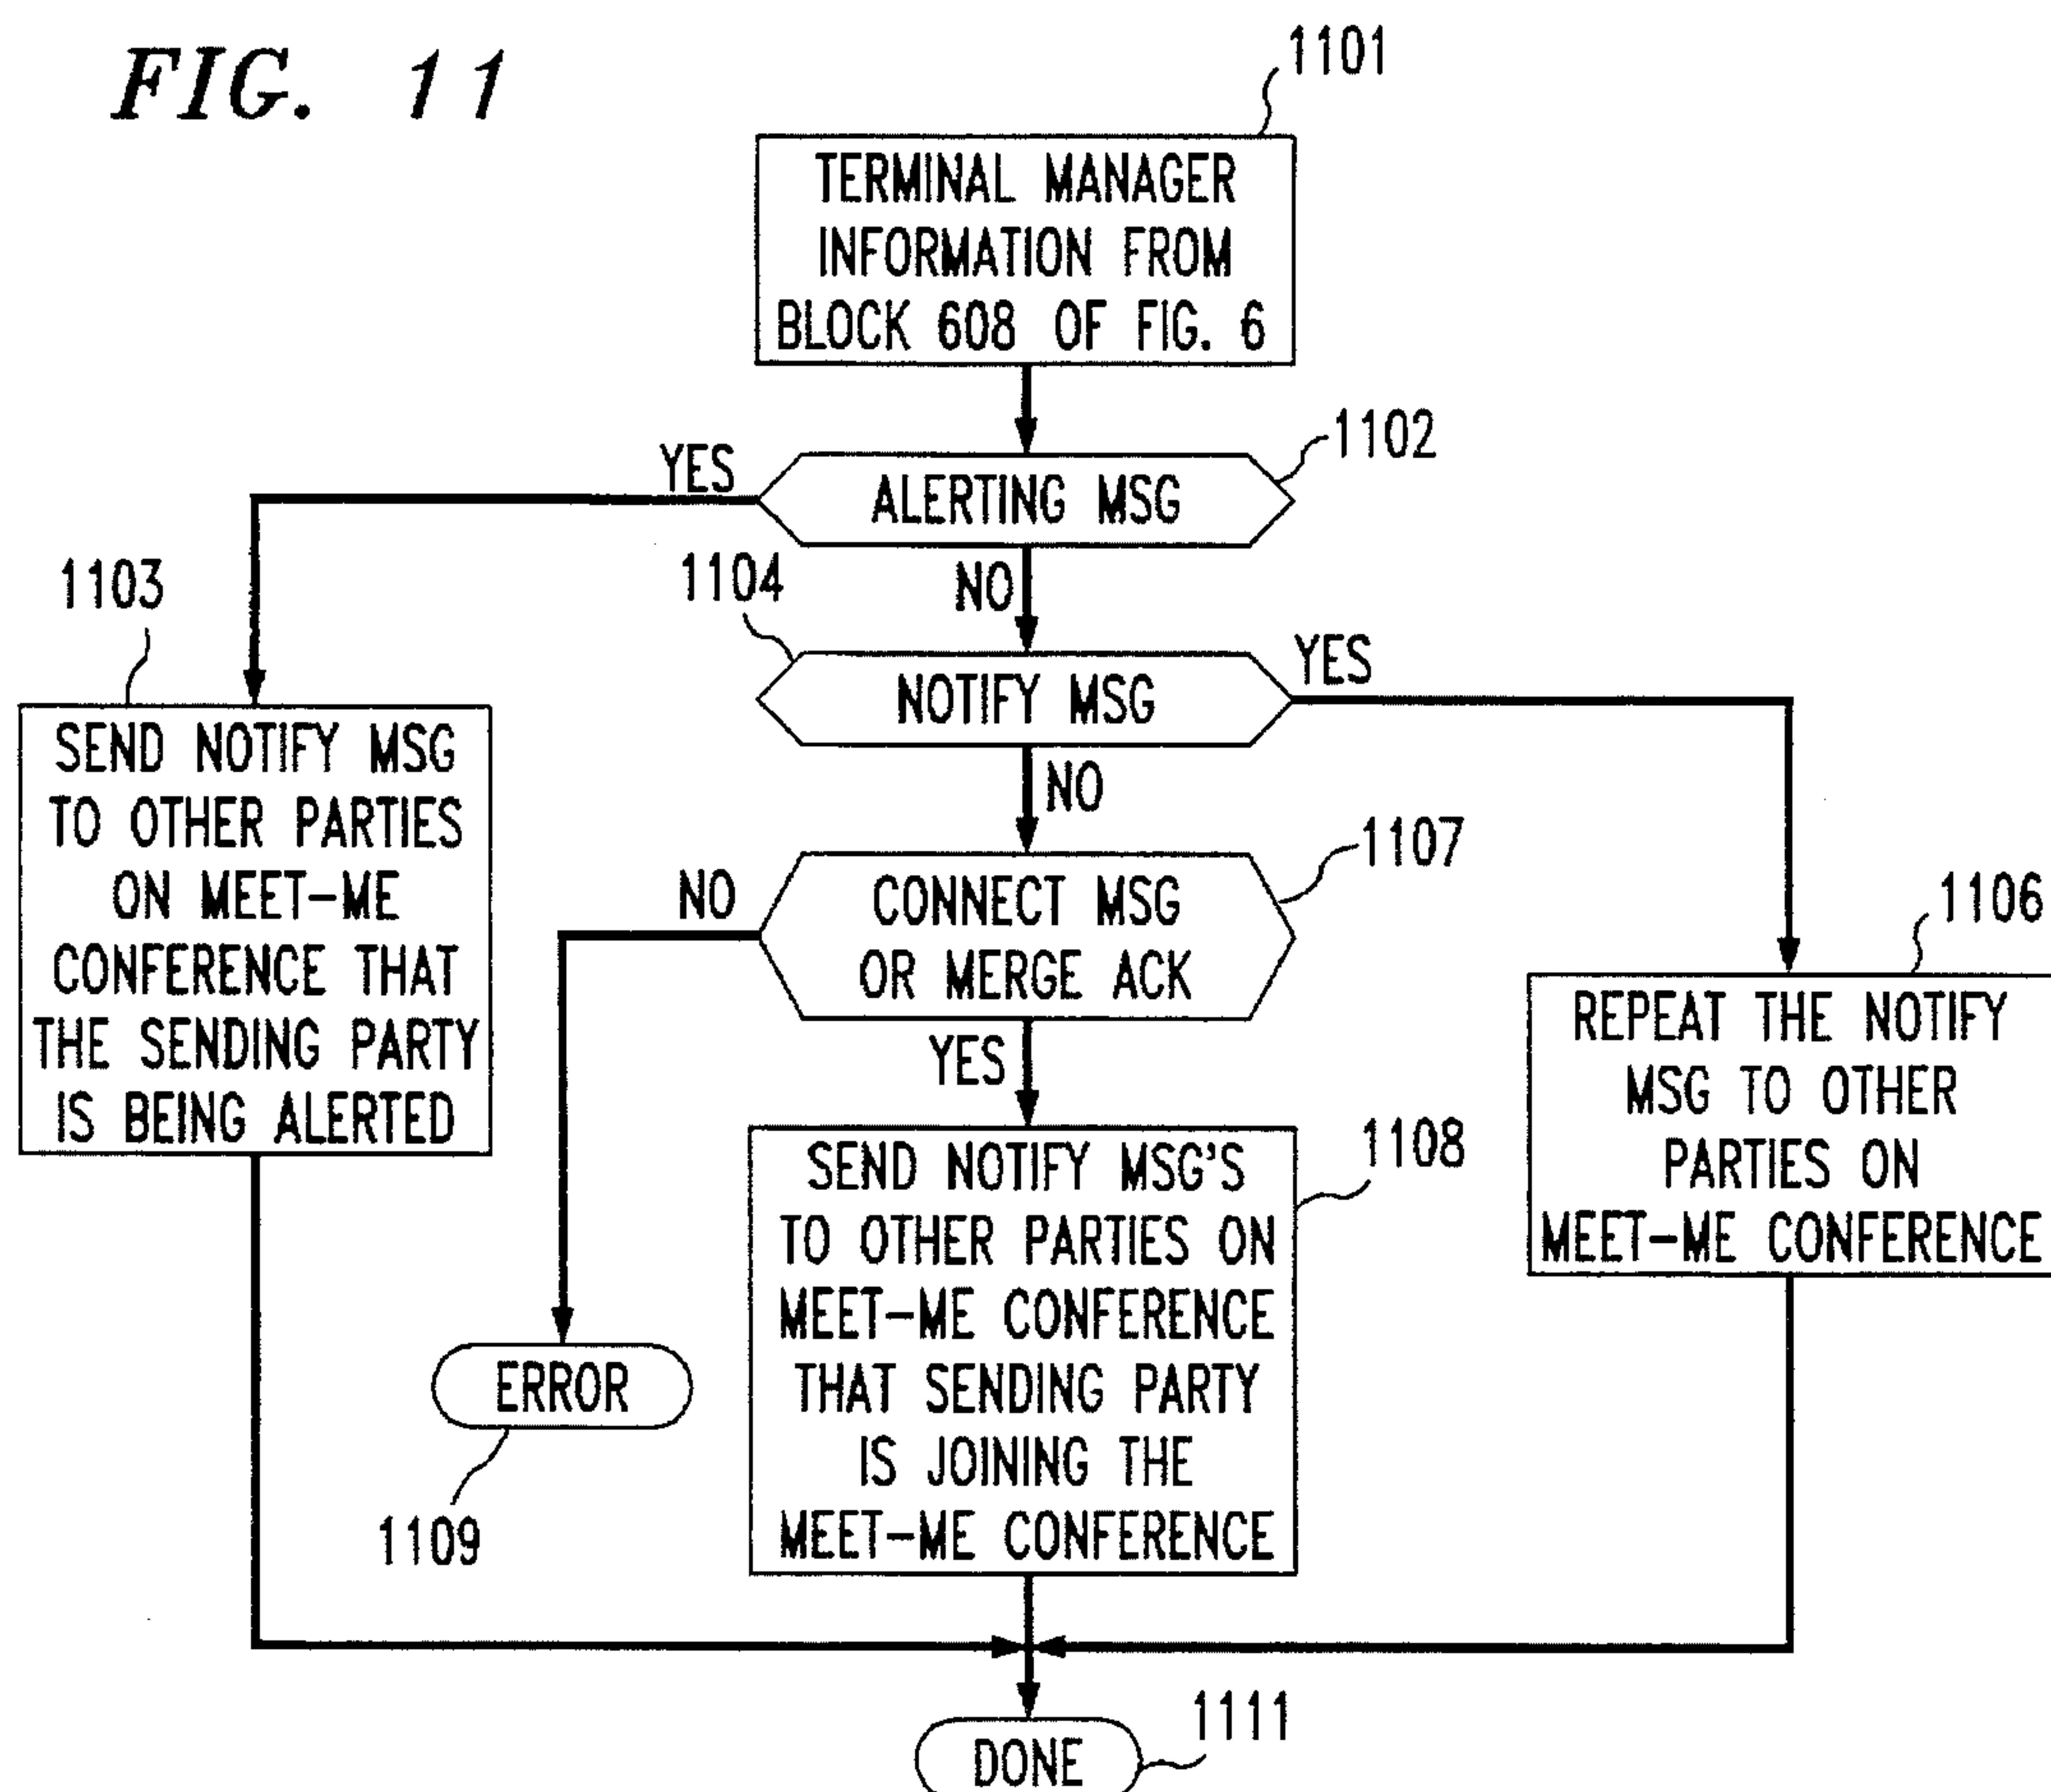 FIG. 11
1101
TERMINAL MANAGER
INFORMATION FROM
BLOCK 608 OF FIG. 6
1102
YES
ALERTING MSG
1103
1104
NO
YES
NOTIFY MSG
SEND NOTIFY MSG
TO OTHER PARTIES
ON MEET-ME
CONFERENCE THAT
THE SENDING PARTY
IS BEING ALERTED
NO
1107
NO
CONNECT MSG
OR MERGE ACK
1106
REPEAT THE NOTIFY
MSG TO OTHER
PARTIES ON
MEET-ME CONFERENCE
YES
1108
SEND NOTIFY MSG'S
TO OTHER PARTIES ON
MEET-ME CONFERENCE
THAT SENDING PARTY
IS JOINING THE
MEET-ME CONFERENCE
ERROR
1109
1111
DONE